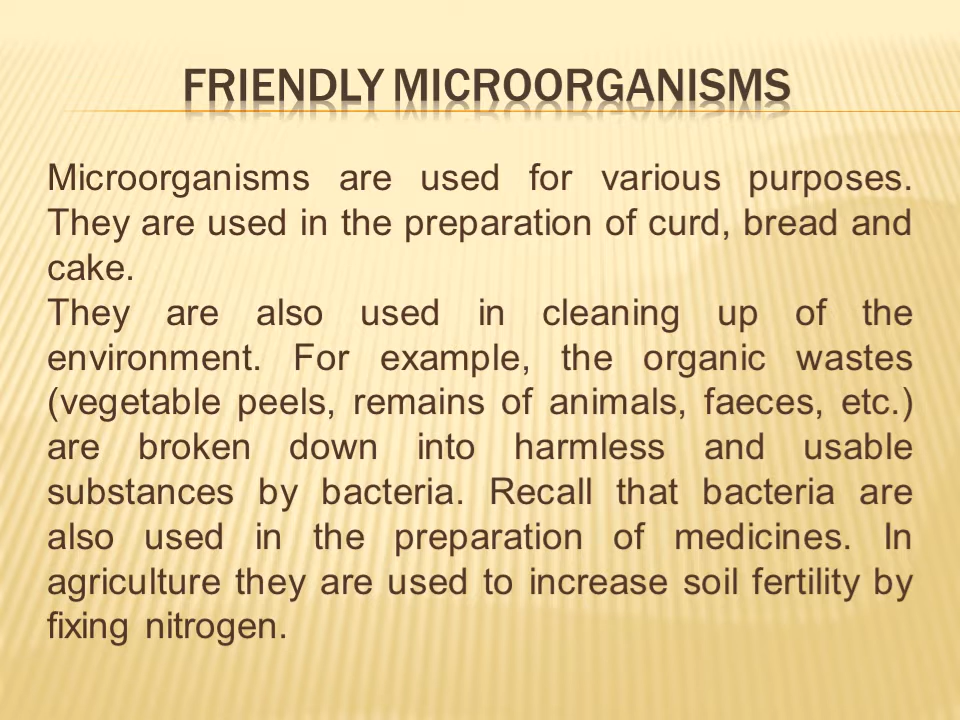 FRIENDLY MICROORGANISMS
Microorganisms are used for various purposes.
They are used in the preparation of curd, bread and
cake.
They are also used in cleaning up of the
environment. For example, the organic wastes
(vegetable peels, remains of animals, faeces, etc.)
are broken down into harmless and usable
substances by bacteria. Recall that bacteria are
also used in the preparation of medicines. In
agriculture they are used to increase soil fertility by
fixing nitrogen.